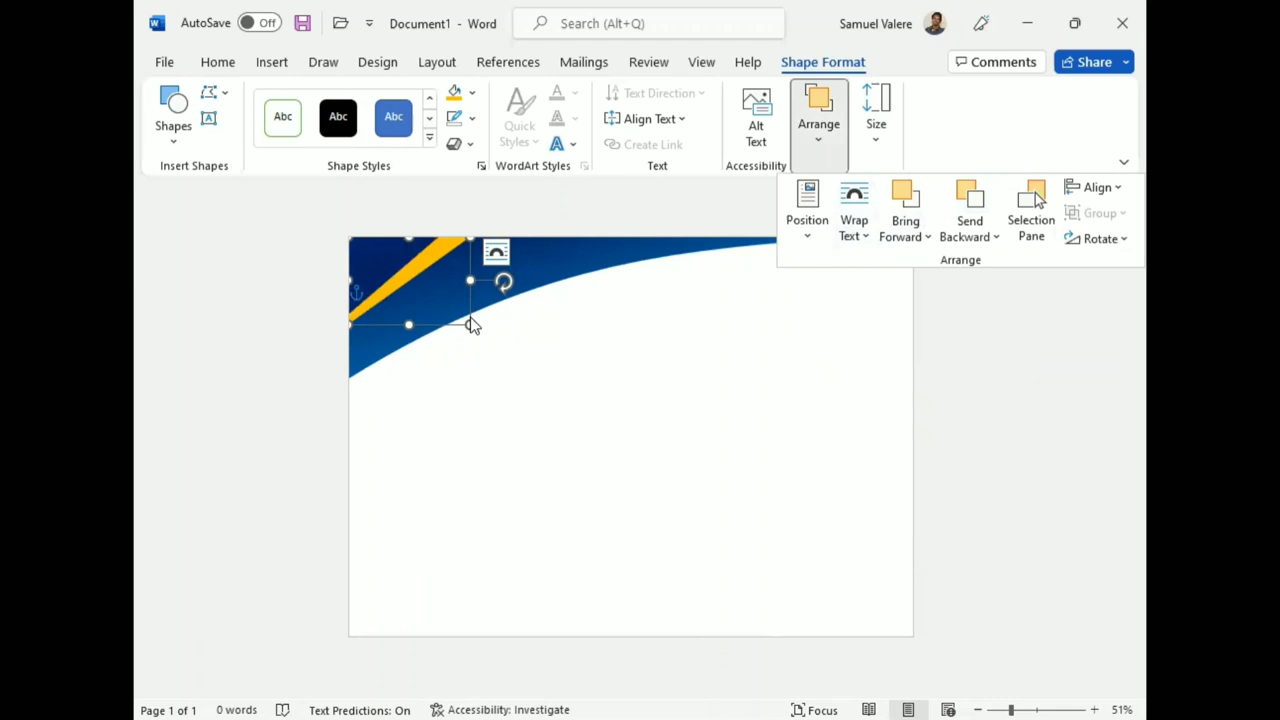 AutoSave Off Document1 - Word Search (Alt+Q) Samuel Valere
File Home Insert Draw Design Layout References Mailings Review View Help Shape Format Comments Share
Shapes
Insert Shapes
Abc Abc Abc
Shape Styles
Quick
Styles
WordArt Styles
Text Direction
Align Text
Create Link
Text
Alt
Text
Accessibility
Arrange
Size
Position
Wrap
Text
Bring
Forward
Send
Backward
Selection
Pane
Align
Group
Rotate
Arrange
Page 1 of 1 0 words Text Predictions: On Accessibility: Investigate Focus 51%